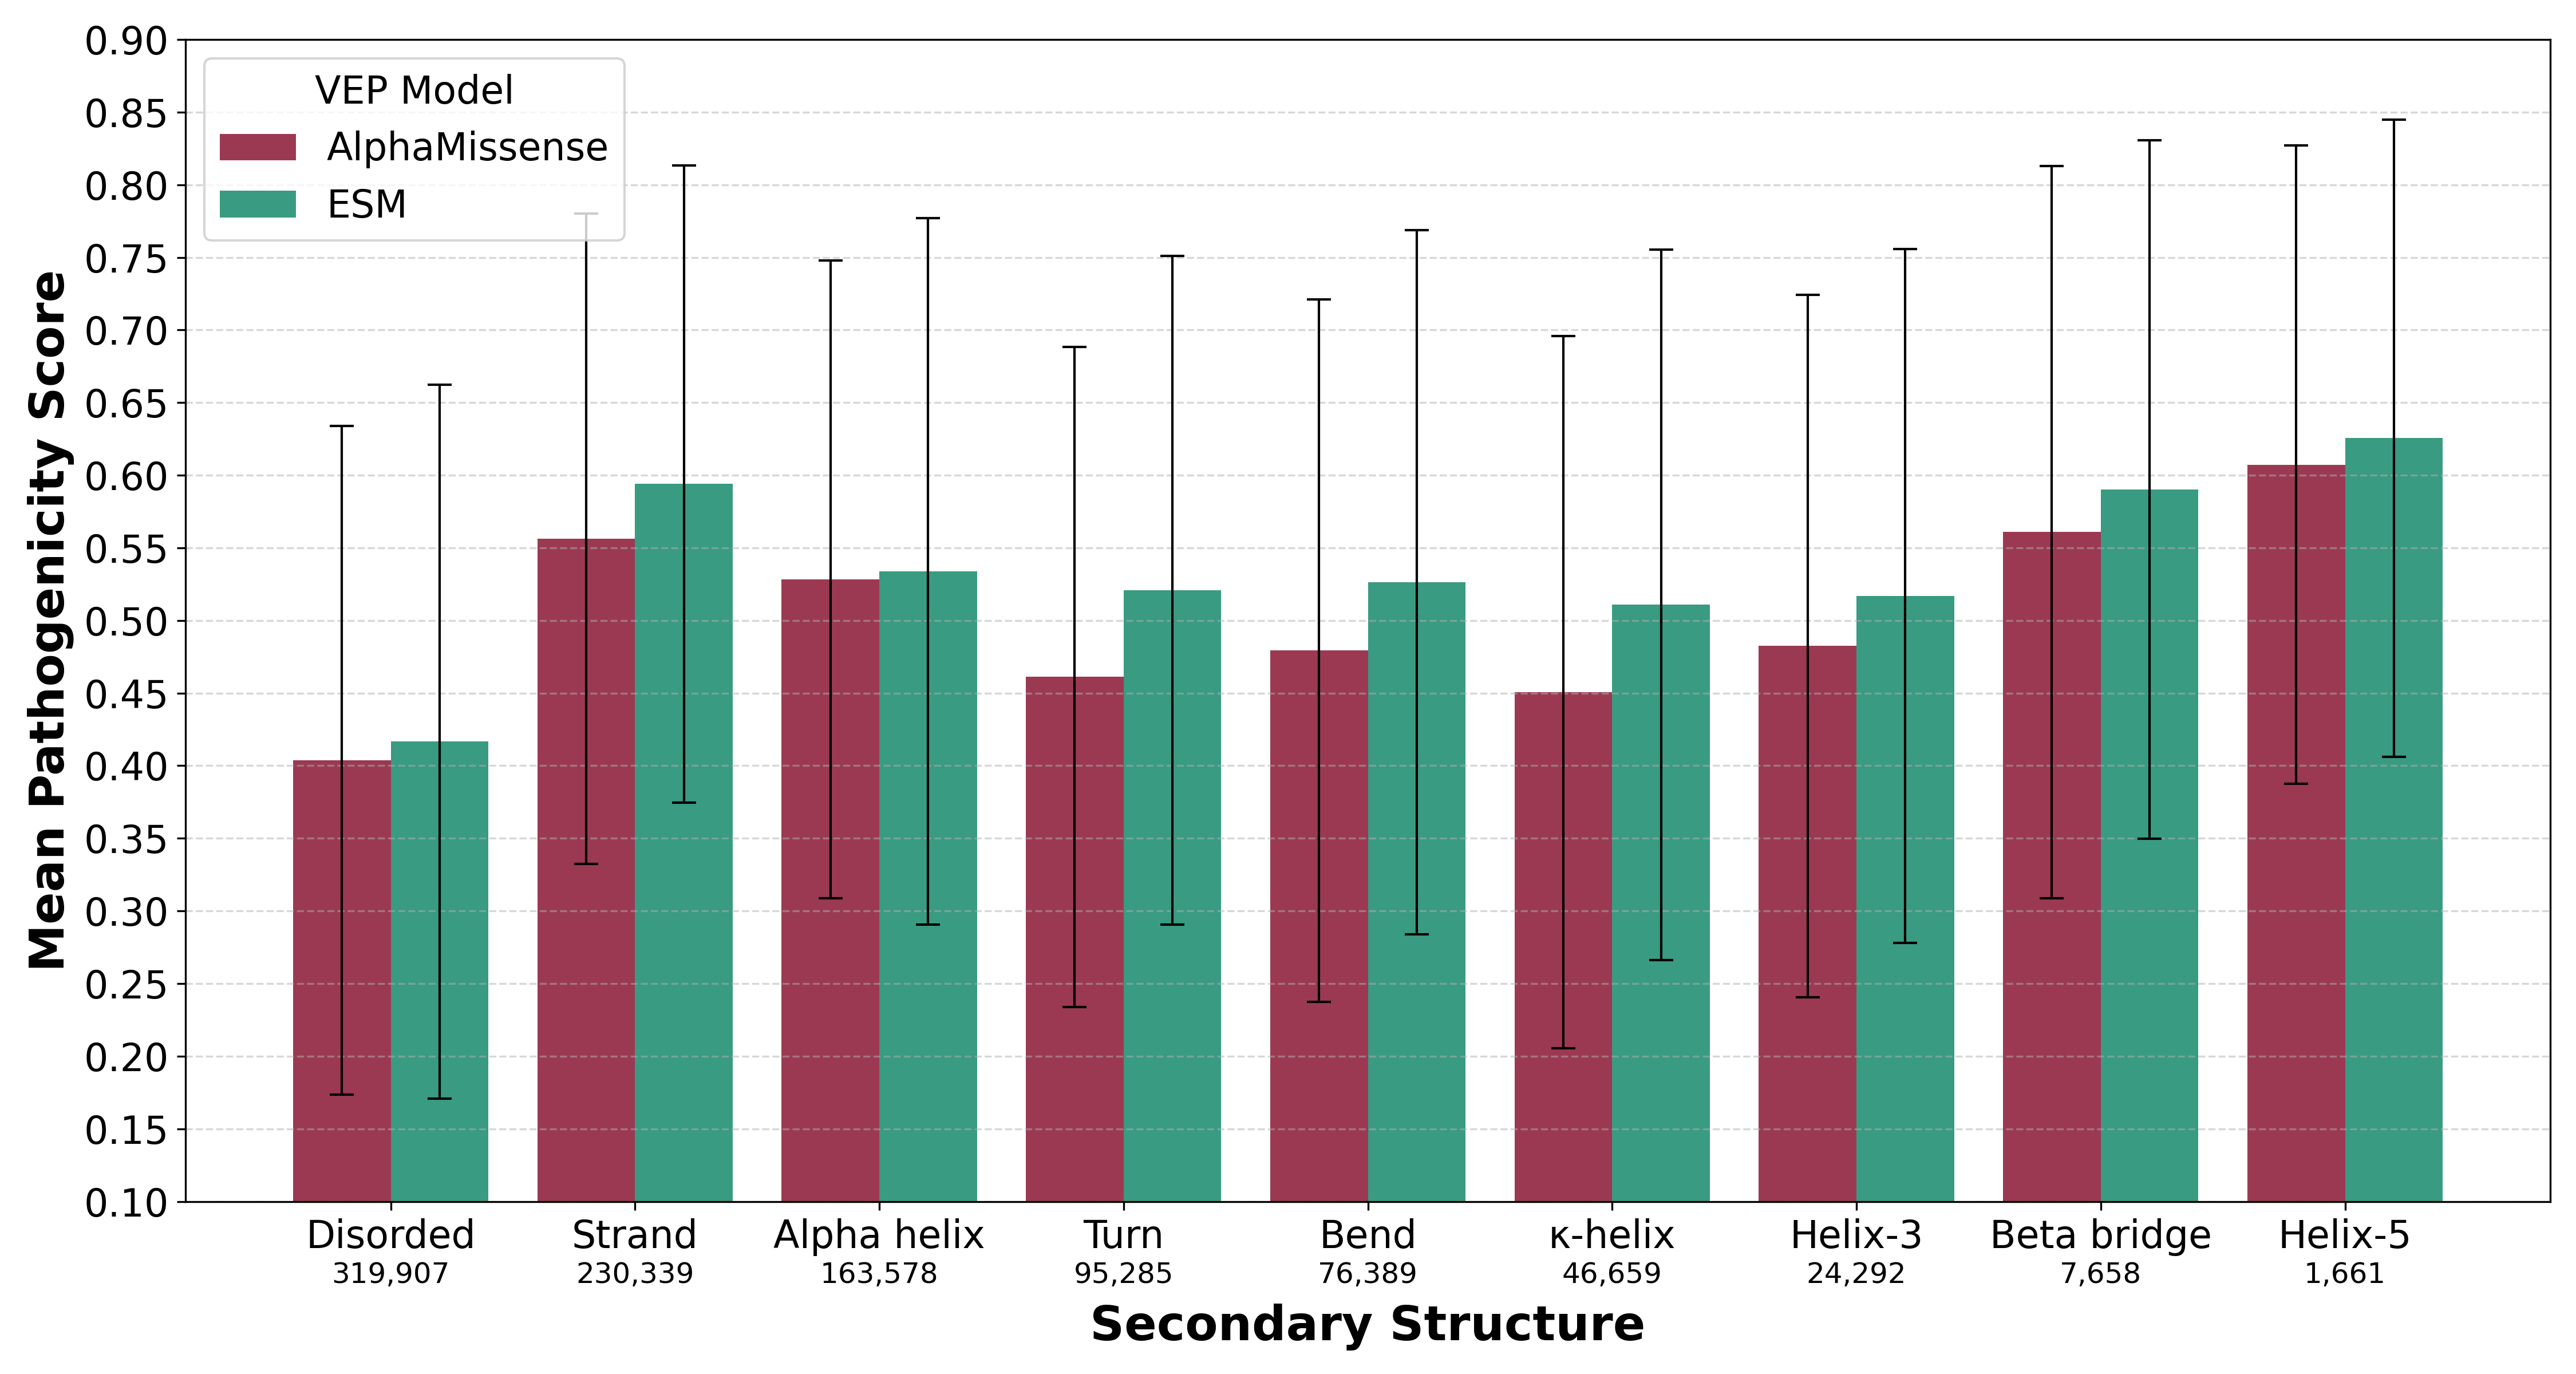 0.90
0.85
0.80
0.75
0.70
0.65
0.60
0.55
0.50
0.45
0.40
0.35
0.30
0.25
0.20
0.15
0.10
Mean Pathogenicity Score
VEP Model
AlphaMissense
ESM
Disorded Strand Alpha helix Turn Bend κ-helix Helix-3 Beta bridge Helix-5
319,907 230,339 163,578 95,285 76,389 46,659 24,292 7,658 1,661
Secondary Structure